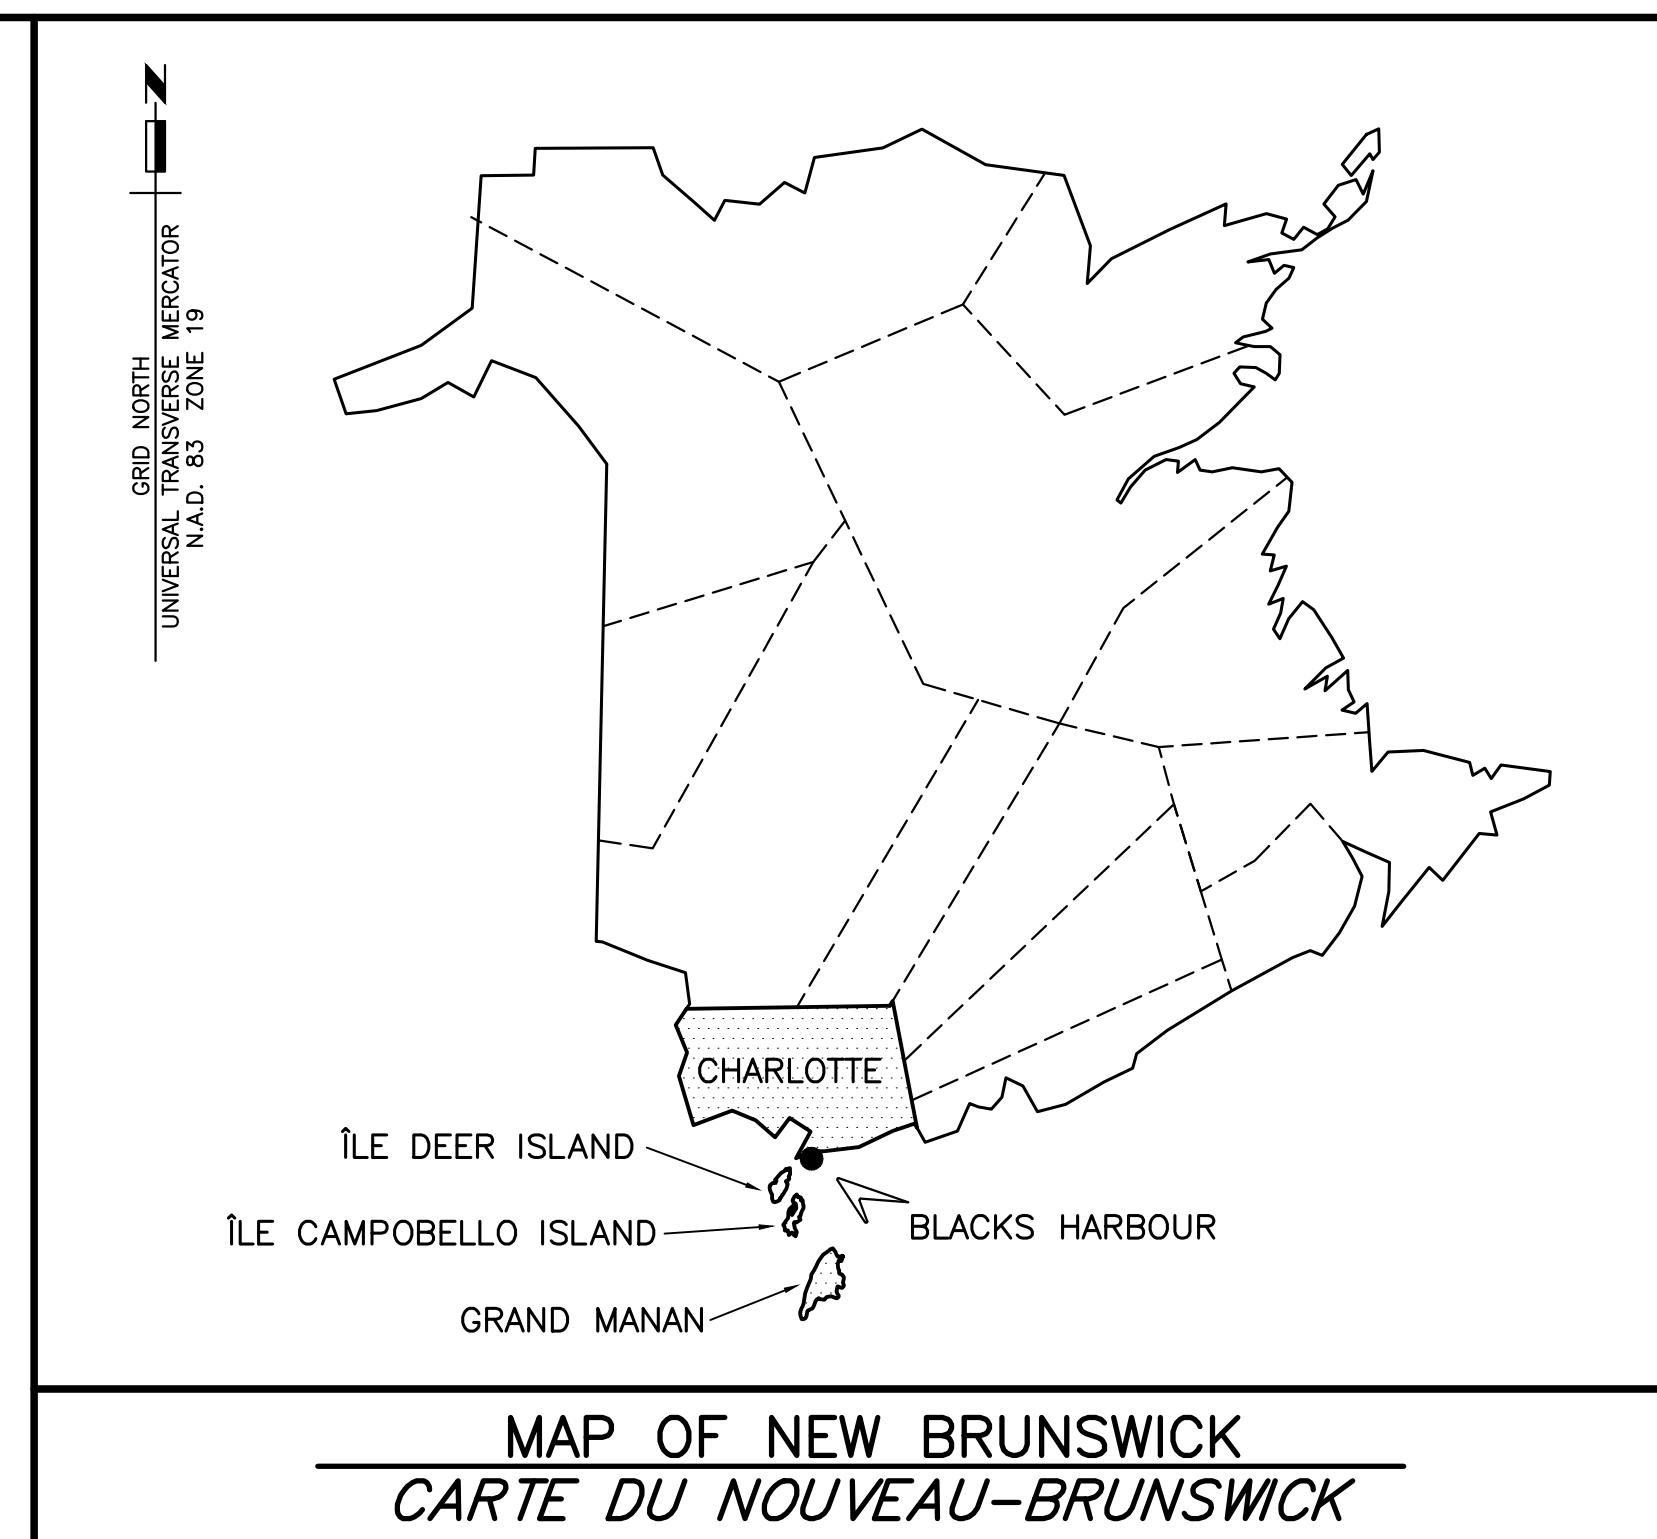 N
GRID NORTH
UNIVERSAL TRANSVERSE MERCATOR
N.A.D. 83 ZONE 19
CHARLOTTE
ÎLE DEER ISLAND
ÎLE CAMPOBELLO ISLAND
BLACKS HARBOUR
GRAND MANAN
MAP OF NEW BRUNSWICK
CARTE DU NOUVEAU-BRUNSWICK